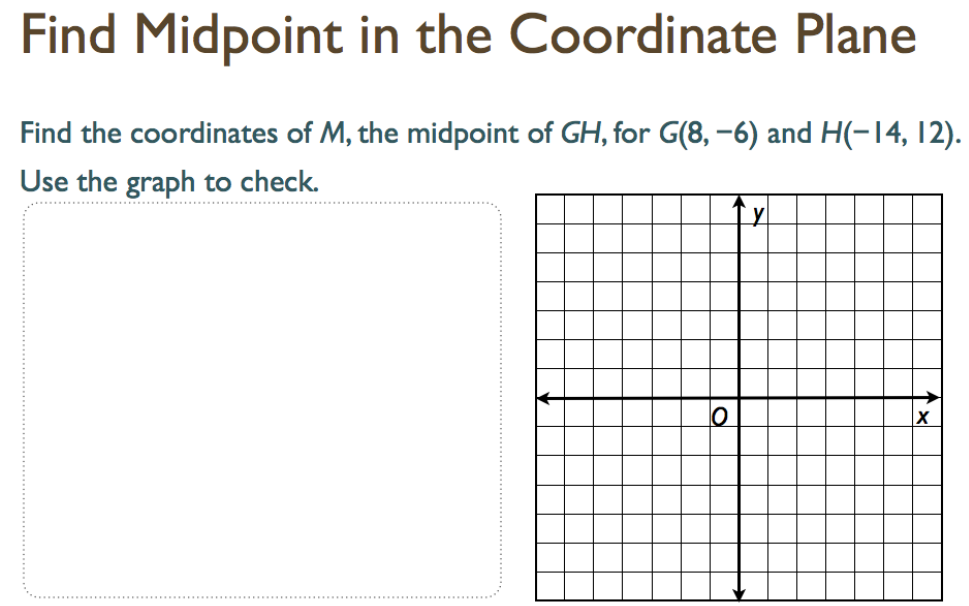 Find Midpoint in the Coordinate Plane
Find the coordinates of M, the midpoint of GH, for G(8, −6) and H(−14, 12).
Use the graph to check.
y
O
x